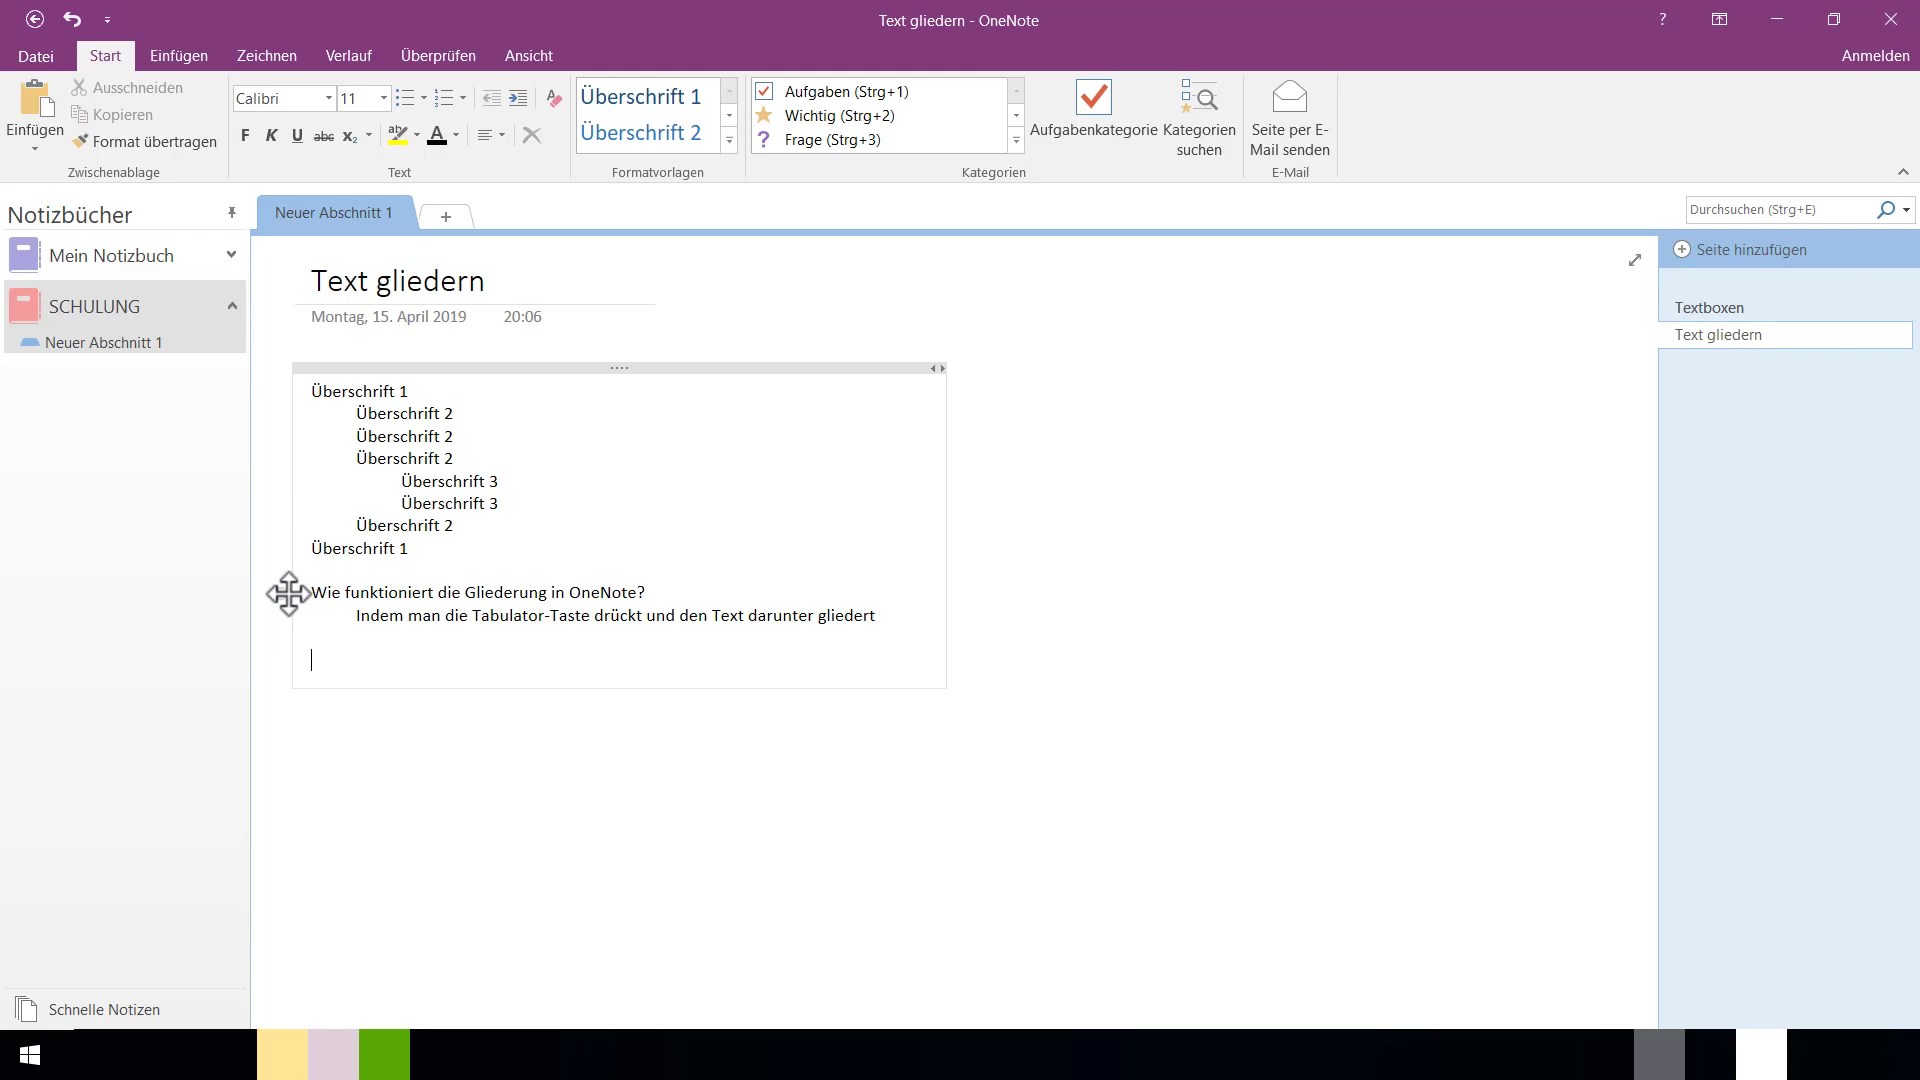 Text gliedern - OneNote
?
Datei
Start
Einfügen
Zeichnen
Verlauf
Überprüfen
Ansicht
Anmelden
Einfügen
Ausschneiden
Kopieren
Format übertragen
Zwischenablage
Calibri
11
F K U abc x₂ ab A
Text
Überschrift 1
Überschrift 2
Formatvorlagen
Aufgaben (Strg+1)
Wichtig (Strg+2)
? Frage (Strg+3)
Aufgabenkategorie
Kategorien
suchen
Kategorien
Seite per E-
Mail senden
E-Mail
Notizbücher
Mein Notizbuch
SCHULUNG
Neuer Abschnitt 1
Schnelle Notizen
Neuer Abschnitt 1
+
Durchsuchen (Strg+E)
Text gliedern
Montag, 15. April 2019 20:06
Überschrift 1
Überschrift 2
Überschrift 2
Überschrift 2
Überschrift 3
Überschrift 3
Überschrift 2
Überschrift 1
Wie funktioniert die Gliederung in OneNote?
Indem man die Tabulator-Taste drückt und den Text darunter gliedert
Seite hinzufügen
Textboxen
Text gliedern